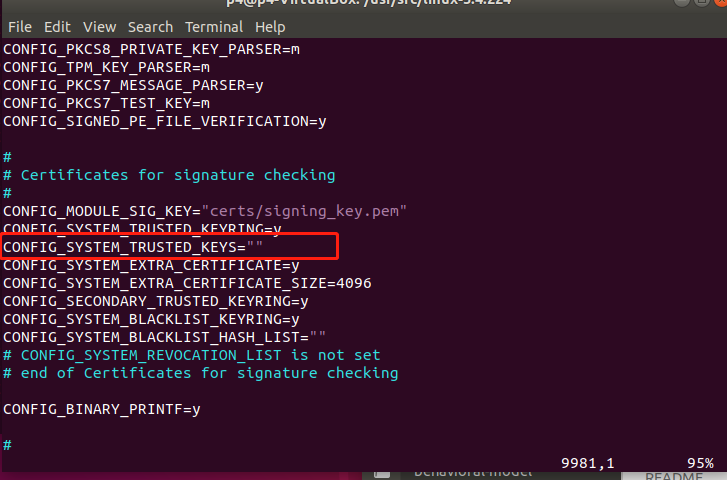 p4@p4-VirtualBox: /usr/src/linux-5.4.224
File Edit View Search Terminal Help
CONFIG_PKCS8_PRIVATE_KEY_PARSER=m
CONFIG_TPM_KEY_PARSER=m
CONFIG_PKCS7_MESSAGE_PARSER=y
CONFIG_PKCS7_TEST_KEY=m
CONFIG_SIGNED_PE_FILE_VERIFICATION=y
#
# Certificates for signature checking
#
CONFIG_MODULE_SIG_KEY="certs/signing_key.pem"
CONFIG_SYSTEM_TRUSTED_KEYRING=y
CONFIG_SYSTEM_TRUSTED_KEYS=""
CONFIG_SYSTEM_EXTRA_CERTIFICATE=y
CONFIG_SYSTEM_EXTRA_CERTIFICATE_SIZE=4096
CONFIG_SECONDARY_TRUSTED_KEYRING=y
CONFIG_SYSTEM_BLACKLIST_KEYRING=y
CONFIG_SYSTEM_BLACKLIST_HASH_LIST=""
# CONFIG_SYSTEM_REVOCATION_LIST is not set
# end of Certificates for signature checking
CONFIG_BINARY_PRINTF=y
#
9981,1 95%
Behavioral-model
README